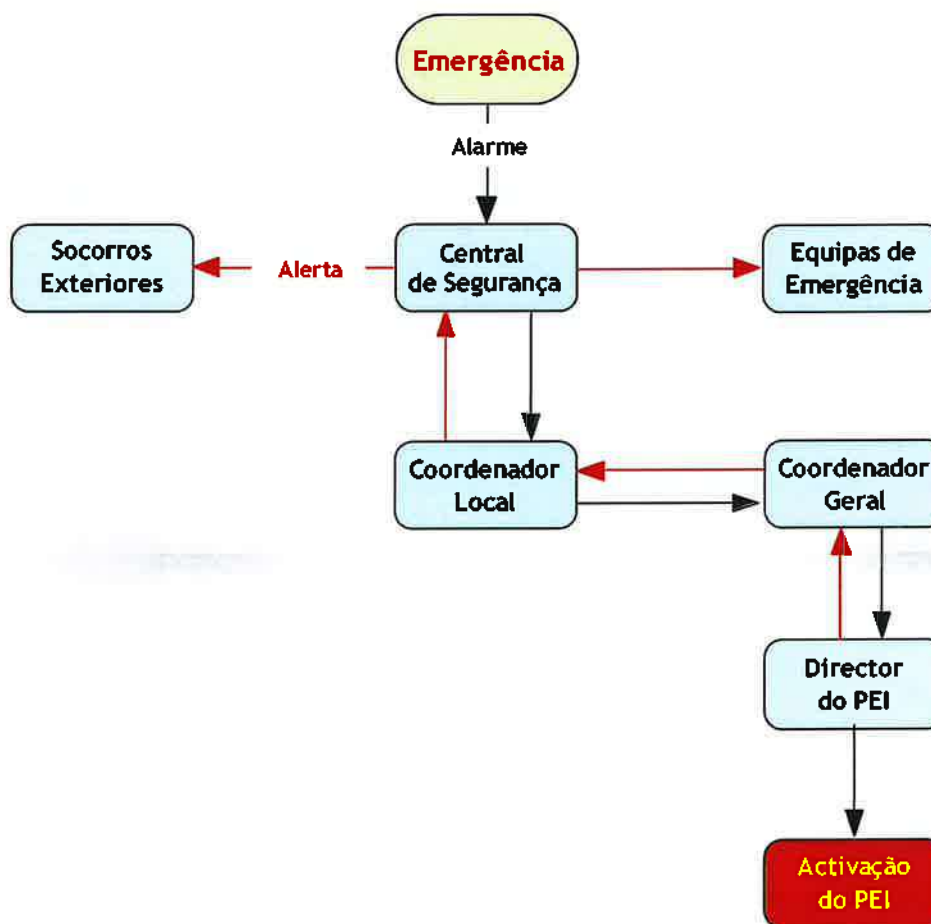 Emergência
Alarme
Socorros
Exteriores
Alerta
Central
de Segurança
Equipas de
Emergência
Coordenador
Local
Coordenador
Geral
Director
do PEI
Activação
do PEI